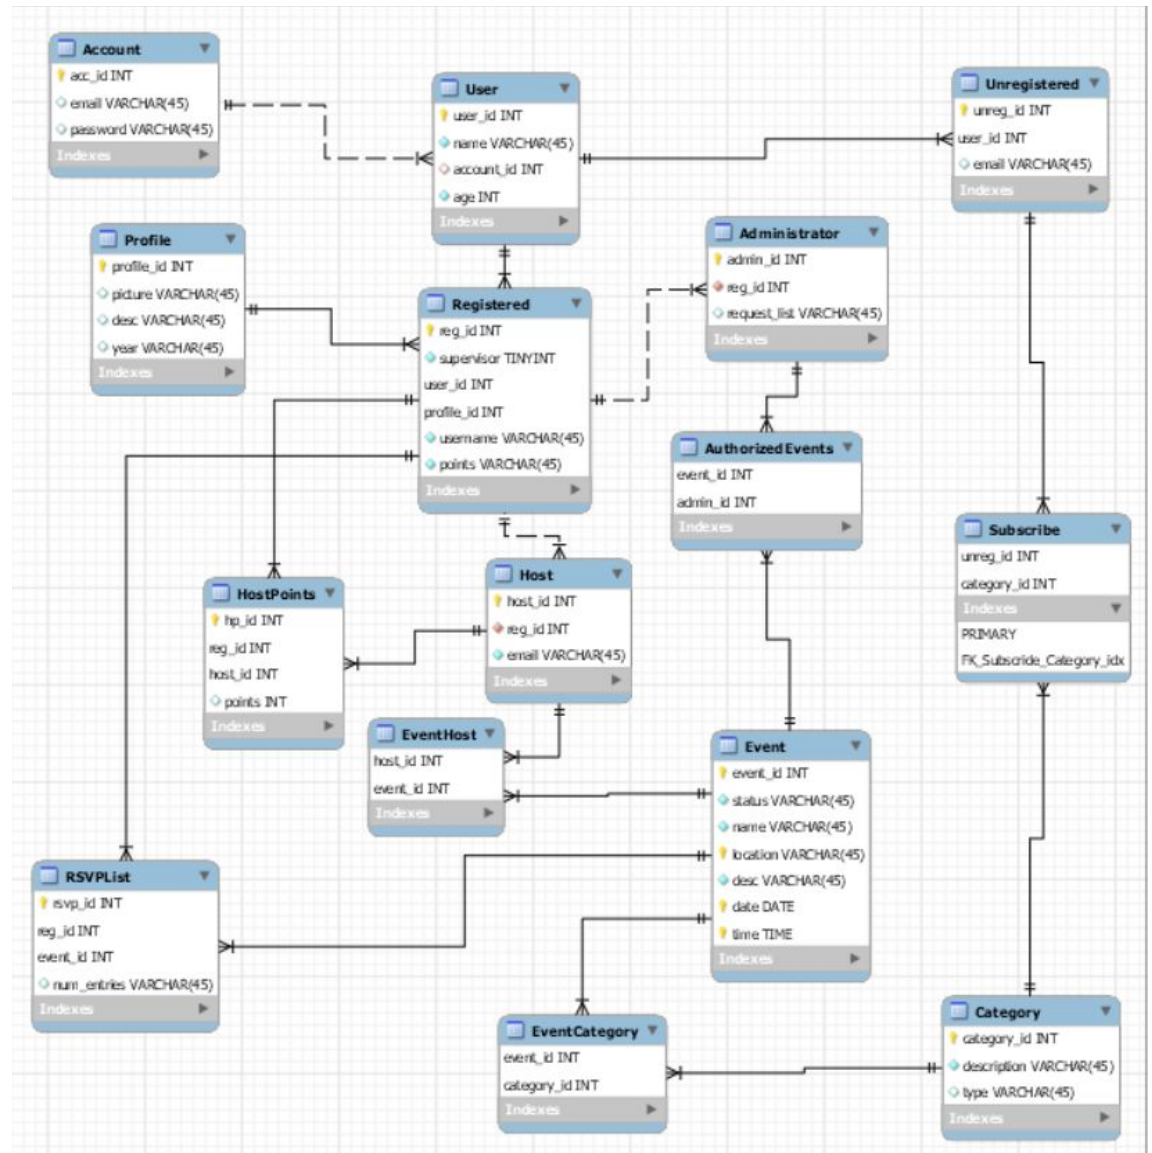 Account
acc_id INT
email VARCHAR(45)
password VARCHAR(45)
Indexes
User
user_id INT
name VARCHAR(45)
account_id INT
age INT
Indexes
Unregistered
unreg_id INT
user_id INT
email VARCHAR(45)
Indexes
Profile
profile_id INT
picture VARCHAR(45)
desc VARCHAR(45)
year VARCHAR(45)
Indexes
Registered
reg_id INT
supervisor TINYINT
user_id INT
profile_id INT
username VARCHAR(45)
points VARCHAR(45)
Indexes
Administrator
admin_id INT
reg_id INT
request_list VARCHAR(45)
Indexes
AuthorizedEvents
event_id INT
admin_id INT
Indexes
Subscribe
unreg_id INT
category_id INT
Indexes
PRIMARY
FK_Subscride_Category_idx
HostPoints
hp_id INT
reg_id INT
host_id INT
points INT
Indexes
Host
host_id INT
reg_id INT
email VARCHAR(45)
Indexes
EventHost
host_id INT
event_id INT
Indexes
Event
event_id INT
status VARCHAR(45)
name VARCHAR(45)
location VARCHAR(45)
desc VARCHAR(45)
date DATE
time TIME
Indexes
RSVPList
rsvp_id INT
reg_id INT
event_id INT
num_entries VARCHAR(45)
Indexes
EventCategory
event_id INT
category_id INT
Indexes
Category
category_id INT
description VARCHAR(45)
type VARCHAR(45)
Indexes